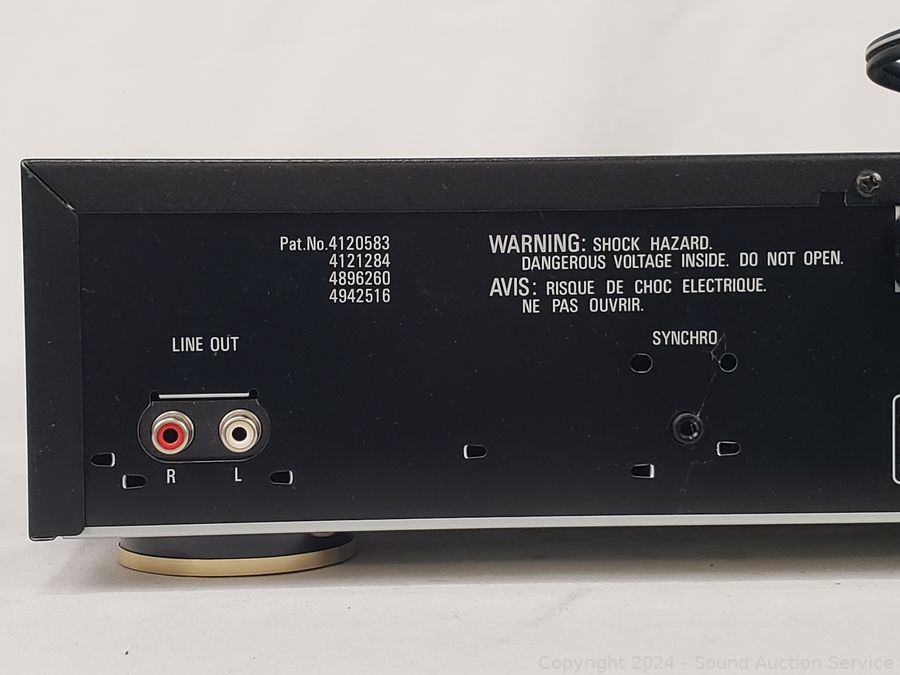 Pat.No.4120583
4121284
4896260
4942516
WARNING: SHOCK HAZARD.
DANGEROUS VOLTAGE INSIDE. DO NOT OPEN.
AVIS: RISQUE DE CHOC ELECTRIQUE.
NE PAS OUVRIR.
LINE OUT
SYNCHRO
R L
Copyright © 2024 - Sound Auction Service